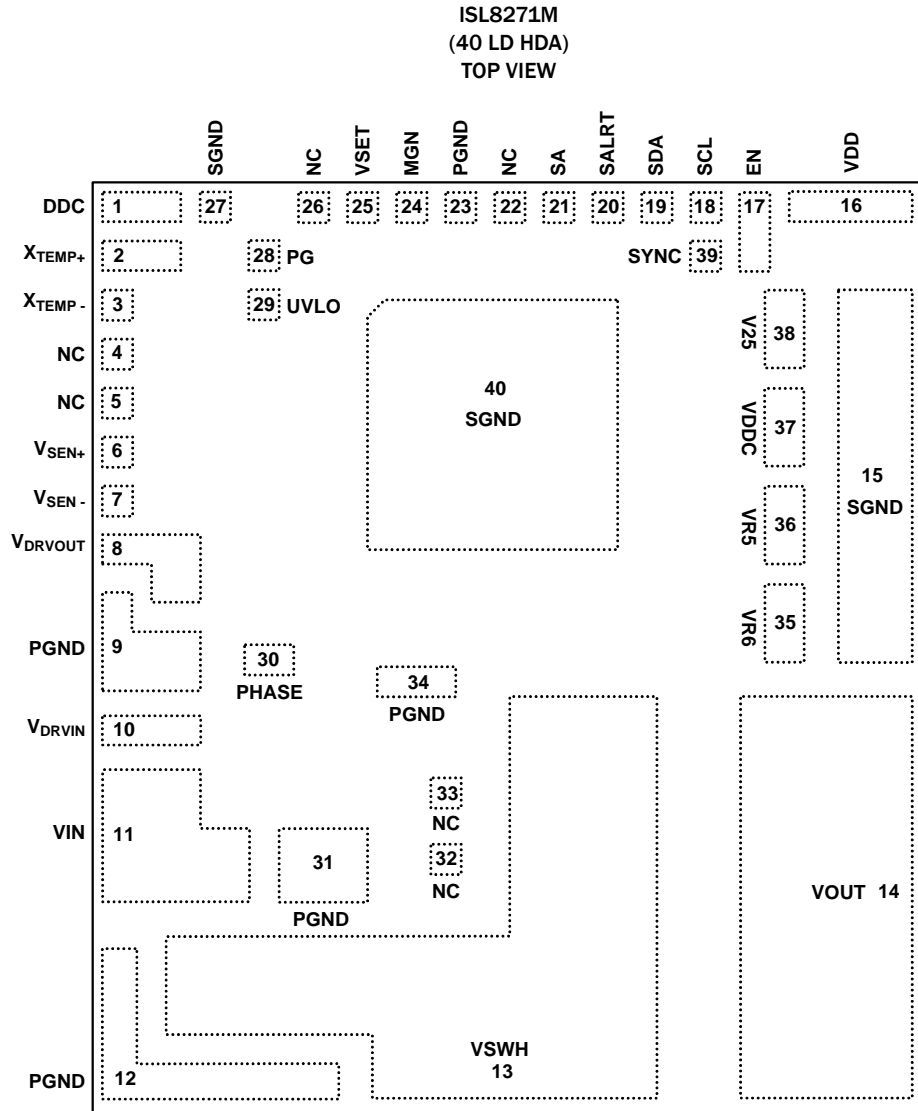 ISL8271M
(40 LD HDA)
TOP VIEW
SGND
NC
VSET
MGN
PGND
NC
SA
SALRT
SDA
SCL
EN
VDD
DDC 1 27 26 25 24 23 22 21 20 19 18 17 16
XTEMP+ 2 28 PG SYNC 39
XTEMP - 3 29 UVLO
V25 38
NC 4
40
SGND
NC 5
VDDC 37
VSEN+ 6
15
SGND
VSEN - 7
VR5 36
VDRVOUT 8
VR6 35
PGND 9
30
PHASE
34
PGND
VDRVIN 10
33
NC
VIN 11
31
PGND
32
NC
VOUT 14
VSWH
13
PGND 12